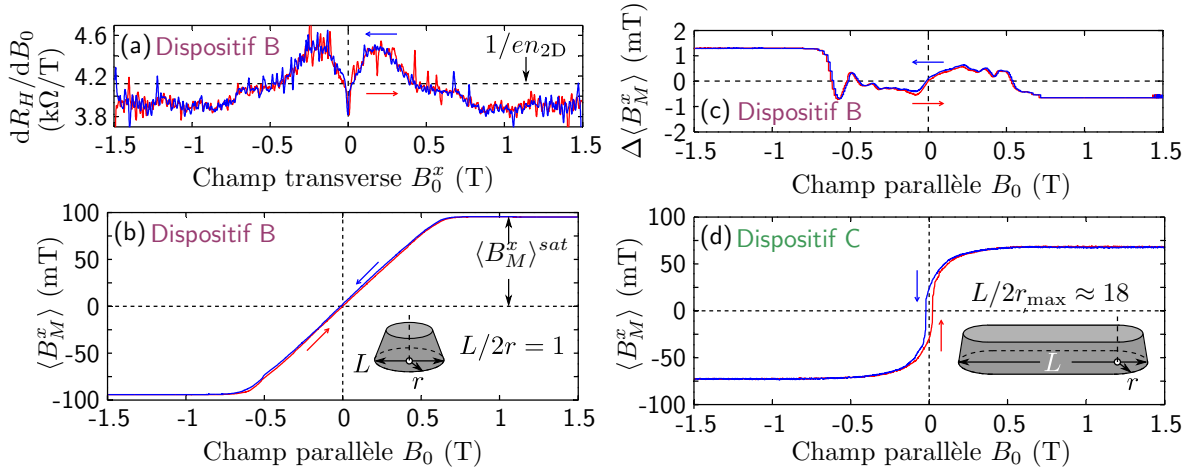 (a) Dispositif B
1/en2D
dR_H/dB_0
(kΩ/T)
4.6
4.2
3.8
-1.5 -1 -0.5 0 0.5 1 1.5
Champ transverse B_0^x (T)
(b) Dispositif B
⟨B_M^x⟩ (mT)
100
50
0
-50
-100
⟨B_M^x⟩^sat
L/2r = 1
L
r
-1.5 -1 -0.5 0 0.5 1 1.5
Champ parallèle B_0 (T)
(c) Dispositif B
Δ⟨B_M^x⟩ (mT)
2
1
0
-1
2
-1.5 -1 -0.5 0 0.5 1 1.5
Champ parallèle B_0 (T)
(d) Dispositif C
⟨B_M^x⟩ (mT)
100
50
0
-50
-100
L/2r_max ≈ 18
L
r
-1.5 -1 -0.5 0 0.5 1 1.5
Champ parallèle B_0 (T)